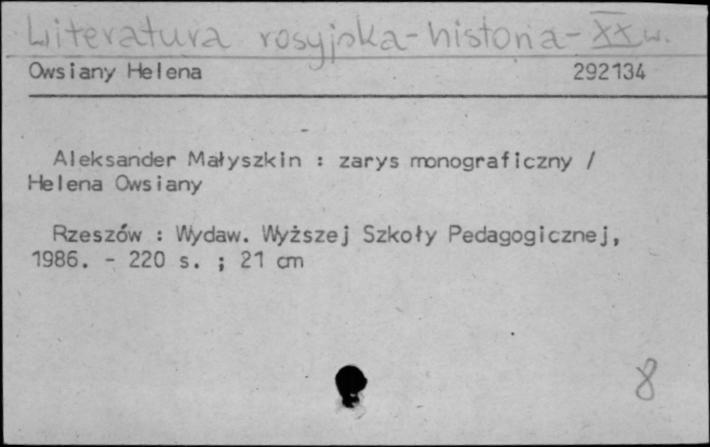 Literatura rosyjska - historia - XX w.
Owsiany Helena 292134
Aleksander Małyszkin : zarys monograficzny /
Helena Owsiany
Rzeszów : Wydaw. Wyższej Szkoły Pedagogicznej,
1986. - 220 s. ; 21 cm
8